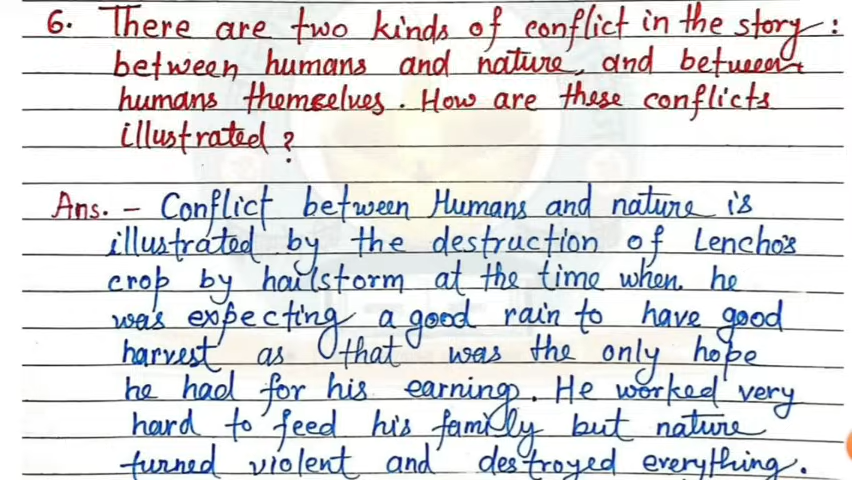 6. There are two kinds of conflict in the story:
between humans and nature, and between
humans themselves. How are these conflicts
illustrated?
Ans. - Conflict between Humans and nature is
illustrated by the destruction of Lencho's
crop by hailstorm at the time when he
was expecting a good rain to have good
harvest as that was the only hope
he had for his earning. He worked very
hard to feed his family but nature
turned violent and destroyed everything.